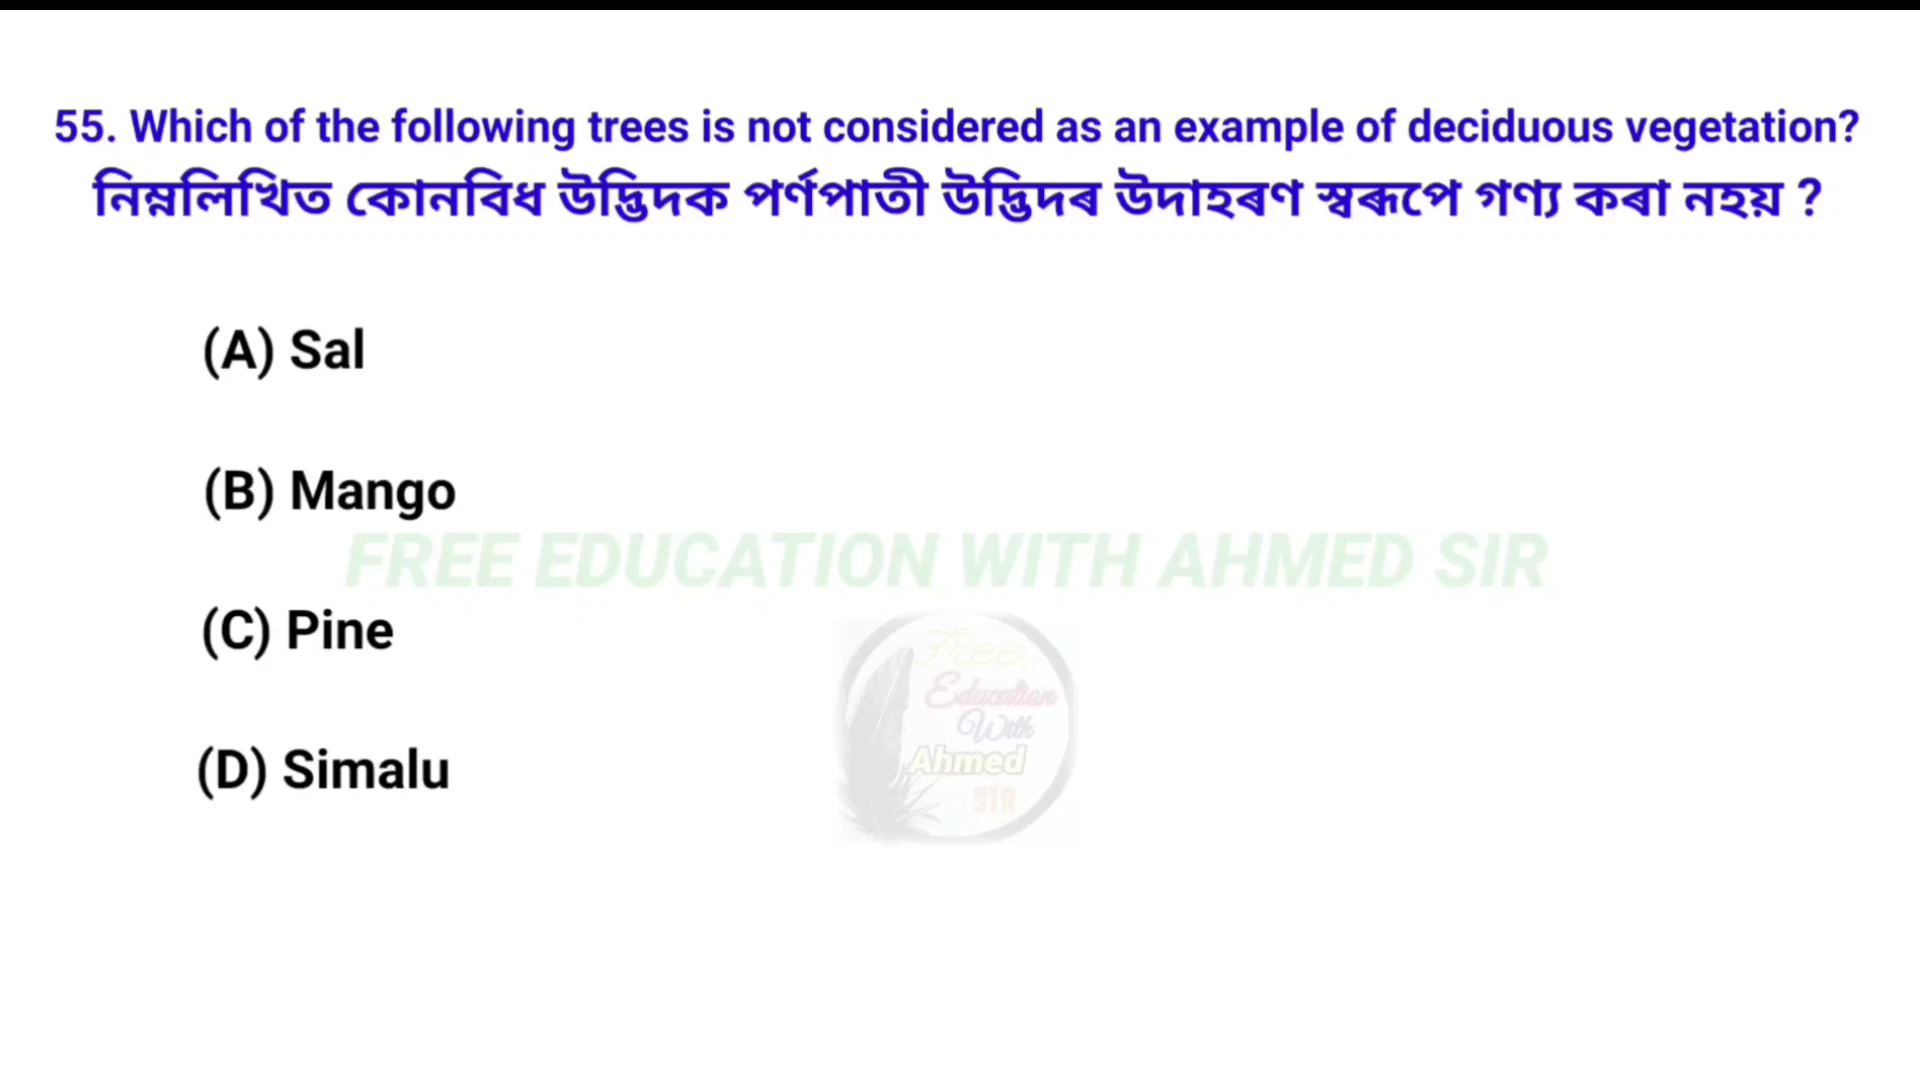 55. Which of the following trees is not considered as an example of deciduous vegetation?
নিম্নলিখিত কোনবিধ উদ্ভিদক পৰ্ণপাতী উদ্ভিদৰ উদাহৰণ স্বৰূপে গণ্য কৰা নহয় ?
(A) Sal
(B) Mango
FREE EDUCATION WITH AHMED SIR
(C) Pine
Free
Education
With
Ahmed
SIR
(D) Simalu